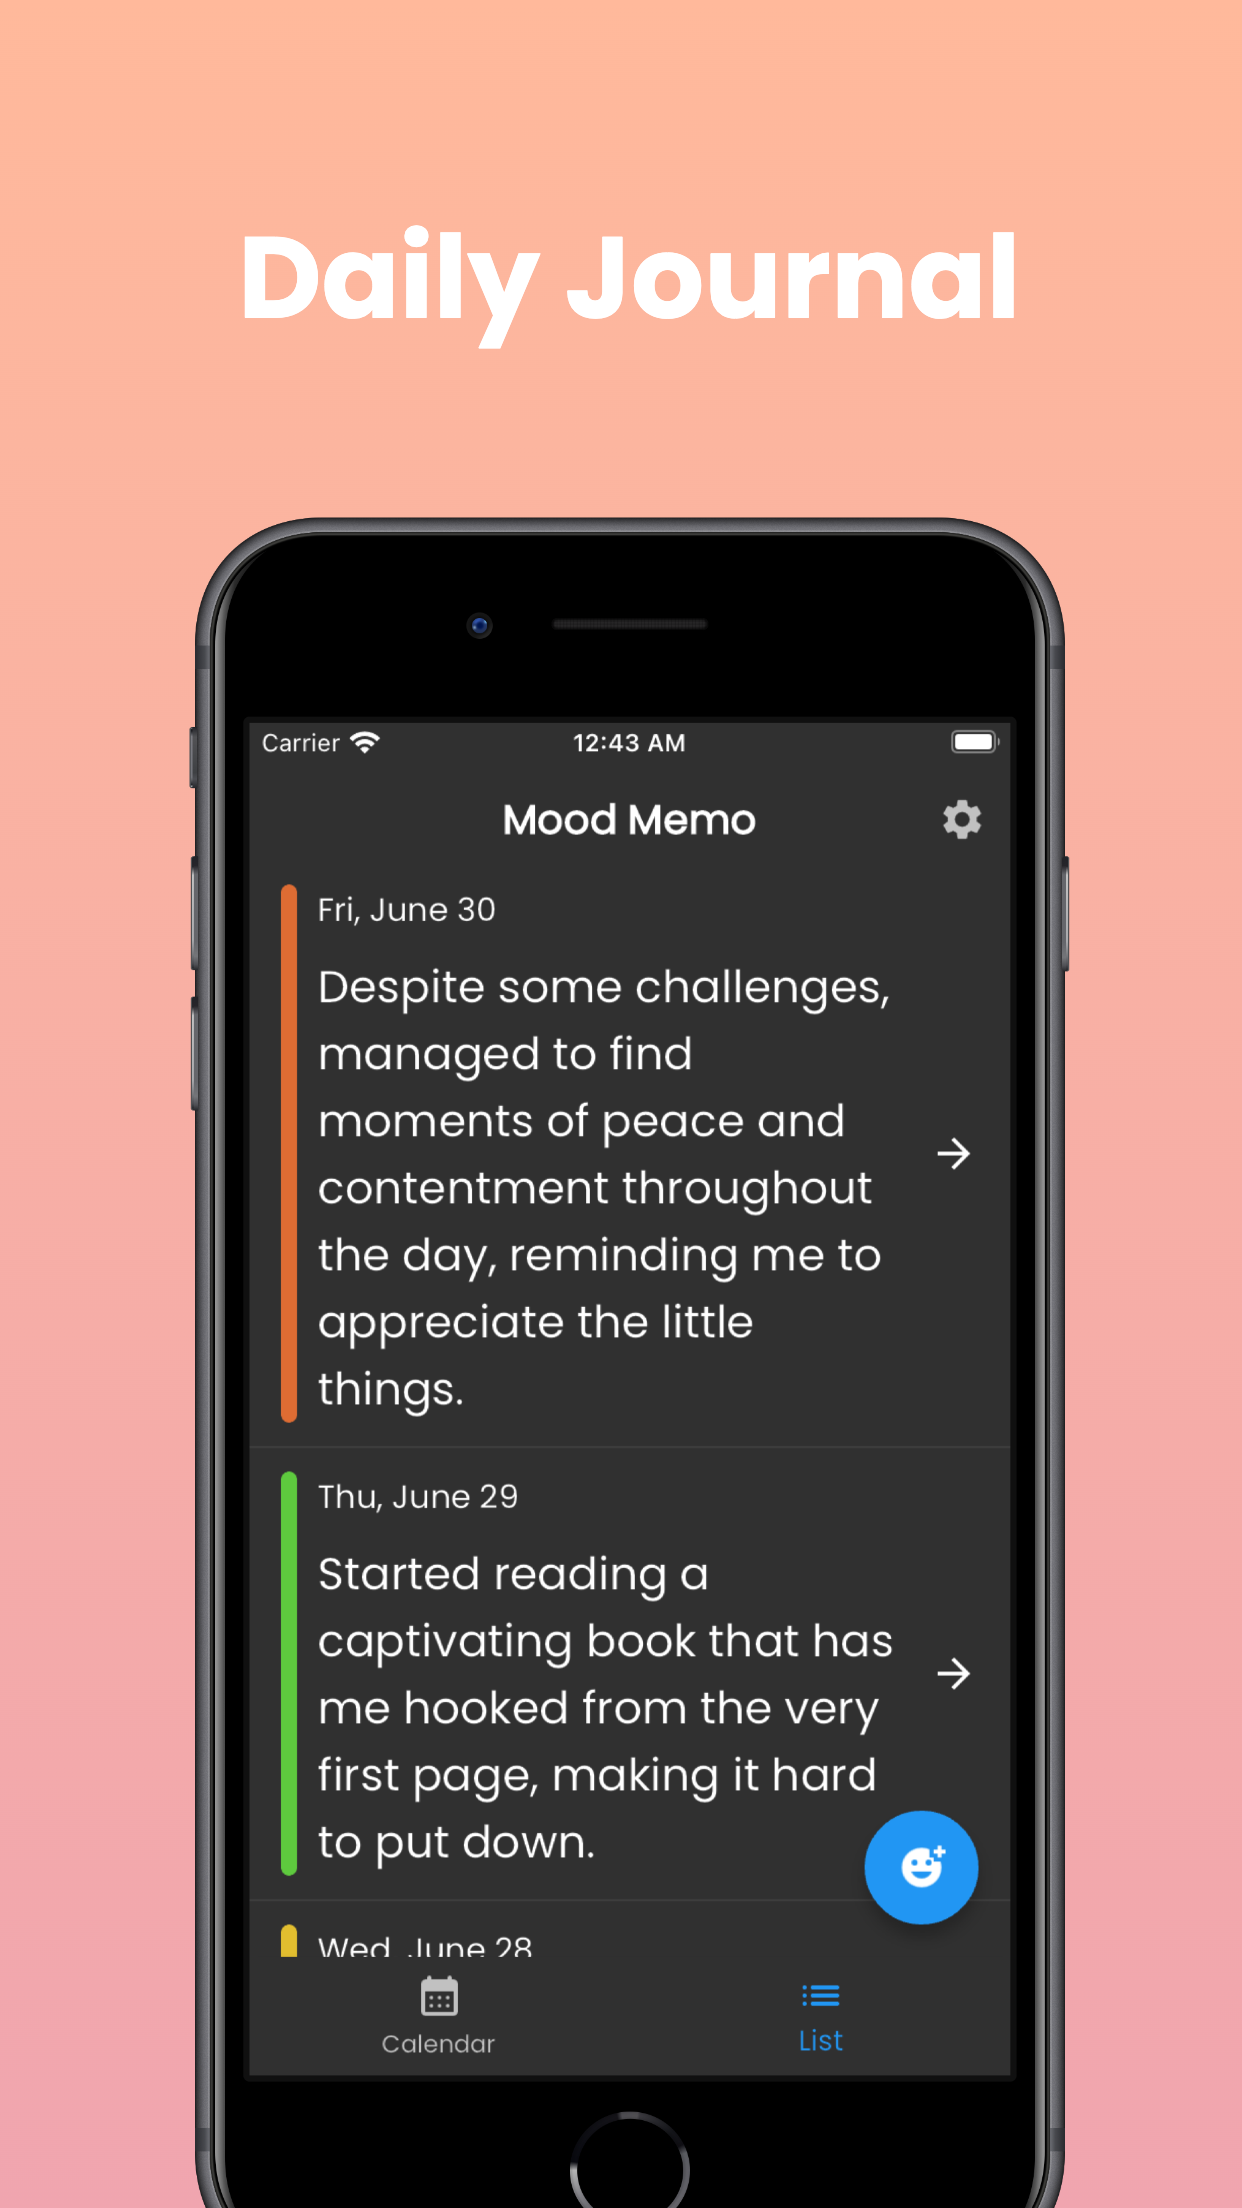 Daily Journal
Carrier
12:43 AM
Mood Memo
Fri, June 30
Despite some challenges,
managed to find
moments of peace and
contentment throughout
the day, reminding me to
appreciate the little
things.
Thu, June 29
Started reading a
captivating book that has
me hooked from the very
first page, making it hard
to put down.
Wed, June 28
Calendar
List